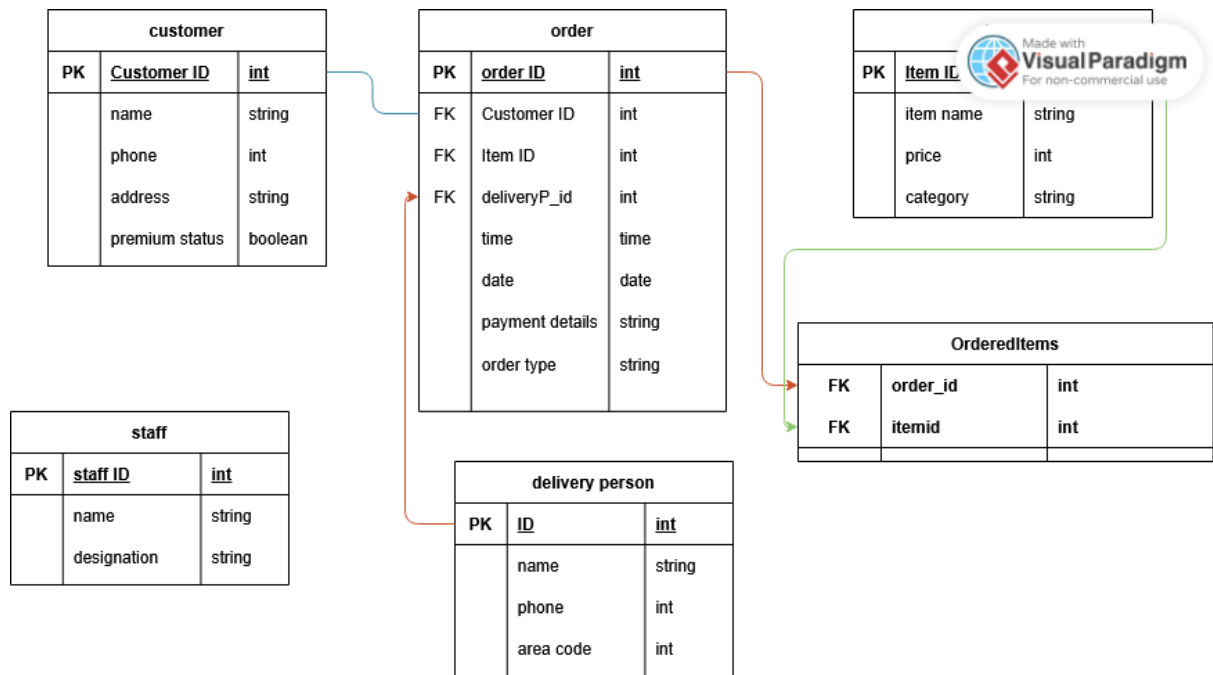 customer
PK Customer ID int
name string
phone int
address string
premium status boolean
order
PK order ID int
FK Customer ID int
FK Item ID int
FK deliveryP_id int
time time
date date
payment details string
order type string
Made with
Visual Paradigm
For non-commercial use
PK Item ID
item name string
price int
category string
OrderedItems
FK order_id int
FK itemid int
staff
PK staff ID int
name string
designation string
delivery person
PK ID int
name string
phone int
area code int